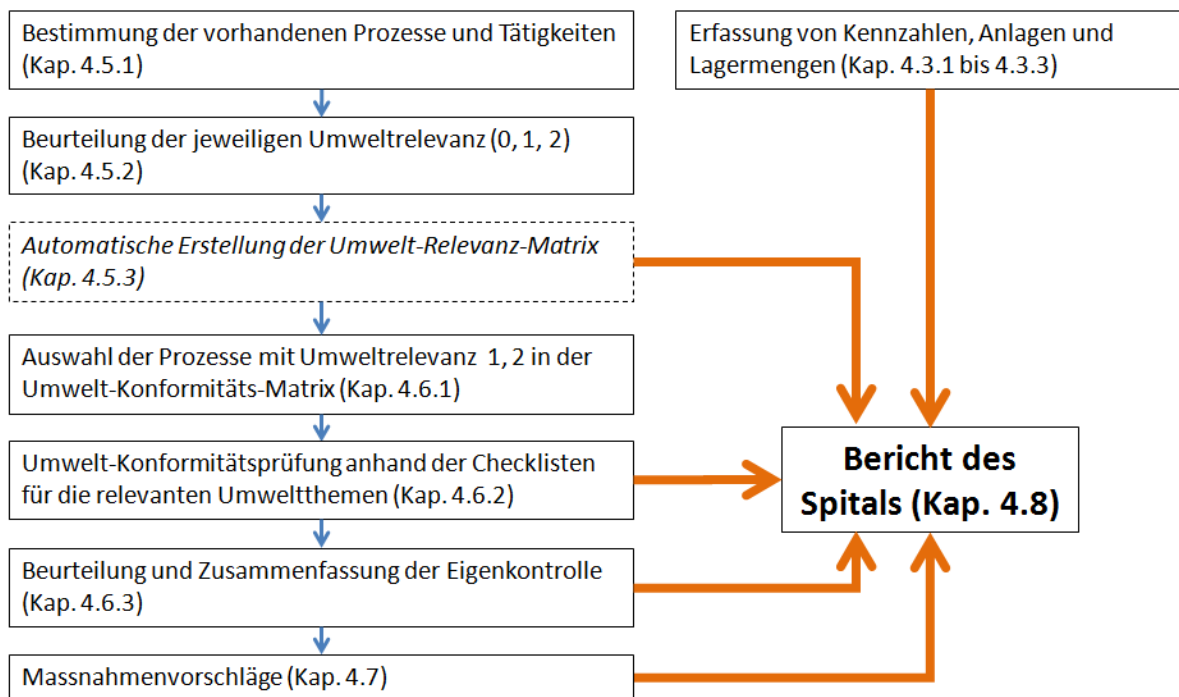 Bestimmung der vorhandenen Prozesse und Tätigkeiten
(Kap. 4.5.1)
Erfassung von Kennzahlen, Anlagen und
Lagermengen (Kap. 4.3.1 bis 4.3.3)
Beurteilung der jeweiligen Umweltrelevanz (0, 1, 2)
(Kap. 4.5.2)
Automatische Erstellung der Umwelt-Relevanz-Matrix
(Kap. 4.5.3)
Auswahl der Prozesse mit Umweltrelevanz 1, 2 in der
Umwelt-Konformitäts-Matrix (Kap. 4.6.1)
Umwelt-Konformitätsprüfung anhand der Checklisten
für die relevanten Umweltthemen (Kap. 4.6.2)
Bericht des
Spitals (Kap. 4.8)
Beurteilung und Zusammenfassung der Eigenkontrolle
(Kap. 4.6.3)
Massnahmenvorschläge (Kap. 4.7)